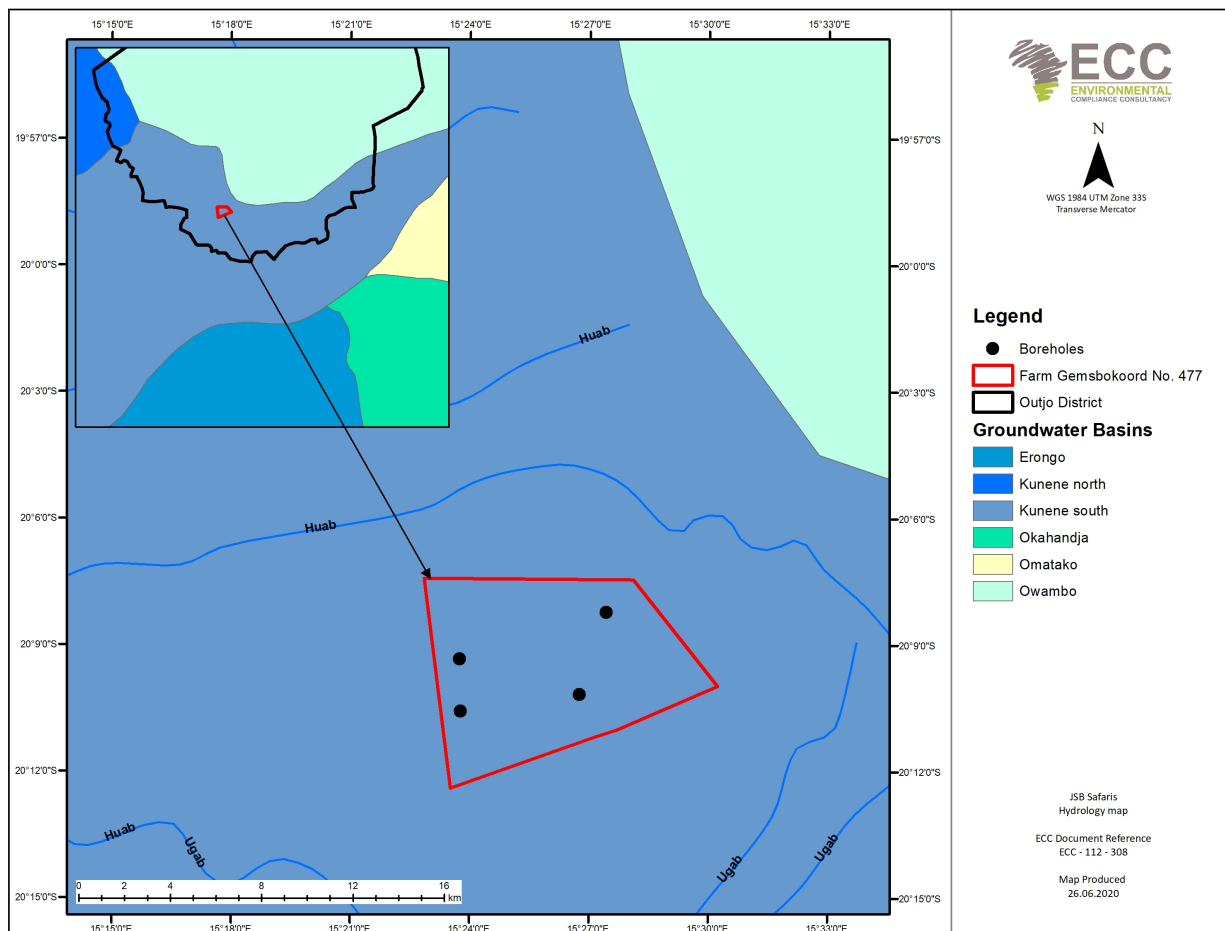 15°15'0"E 15°18'0"E 15°21'0"E 15°24'0"E 15°27'0"E 15°30'0"E 15°33'0"E
19°57'0"S 19°57'0"S
20°0'0"S 20°0'0"S
20°3'0"S 20°3'0"S
20°6'0"S 20°6'0"S
20°9'0"S 20°9'0"S
20°12'0"S 20°12'0"S
20°15'0"S 20°15'0"S
Huab
Huab
Huab
Ugab
Ugab
Ugab
0 2 4 8 12 16
km
15°15'0"E 15°18'0"E 15°21'0"E 15°24'0"E 15°27'0"E 15°30'0"E 15°33'0"E
ECC
ENVIRONMENTAL
COMPLIANCE CONSULTANCY
N
WGS 1984 UTM Zone 33S
Transverse Mercator
Legend
Boreholes
Farm Gemsbokoord No. 477
Outjo District
Groundwater Basins
Erongo
Kunene north
Kunene south
Okahandja
Omatako
Owambo
JSB Safaris
Hydrology map
ECC Document Reference
ECC - 112 - 308
Map Produced
26.06.2020